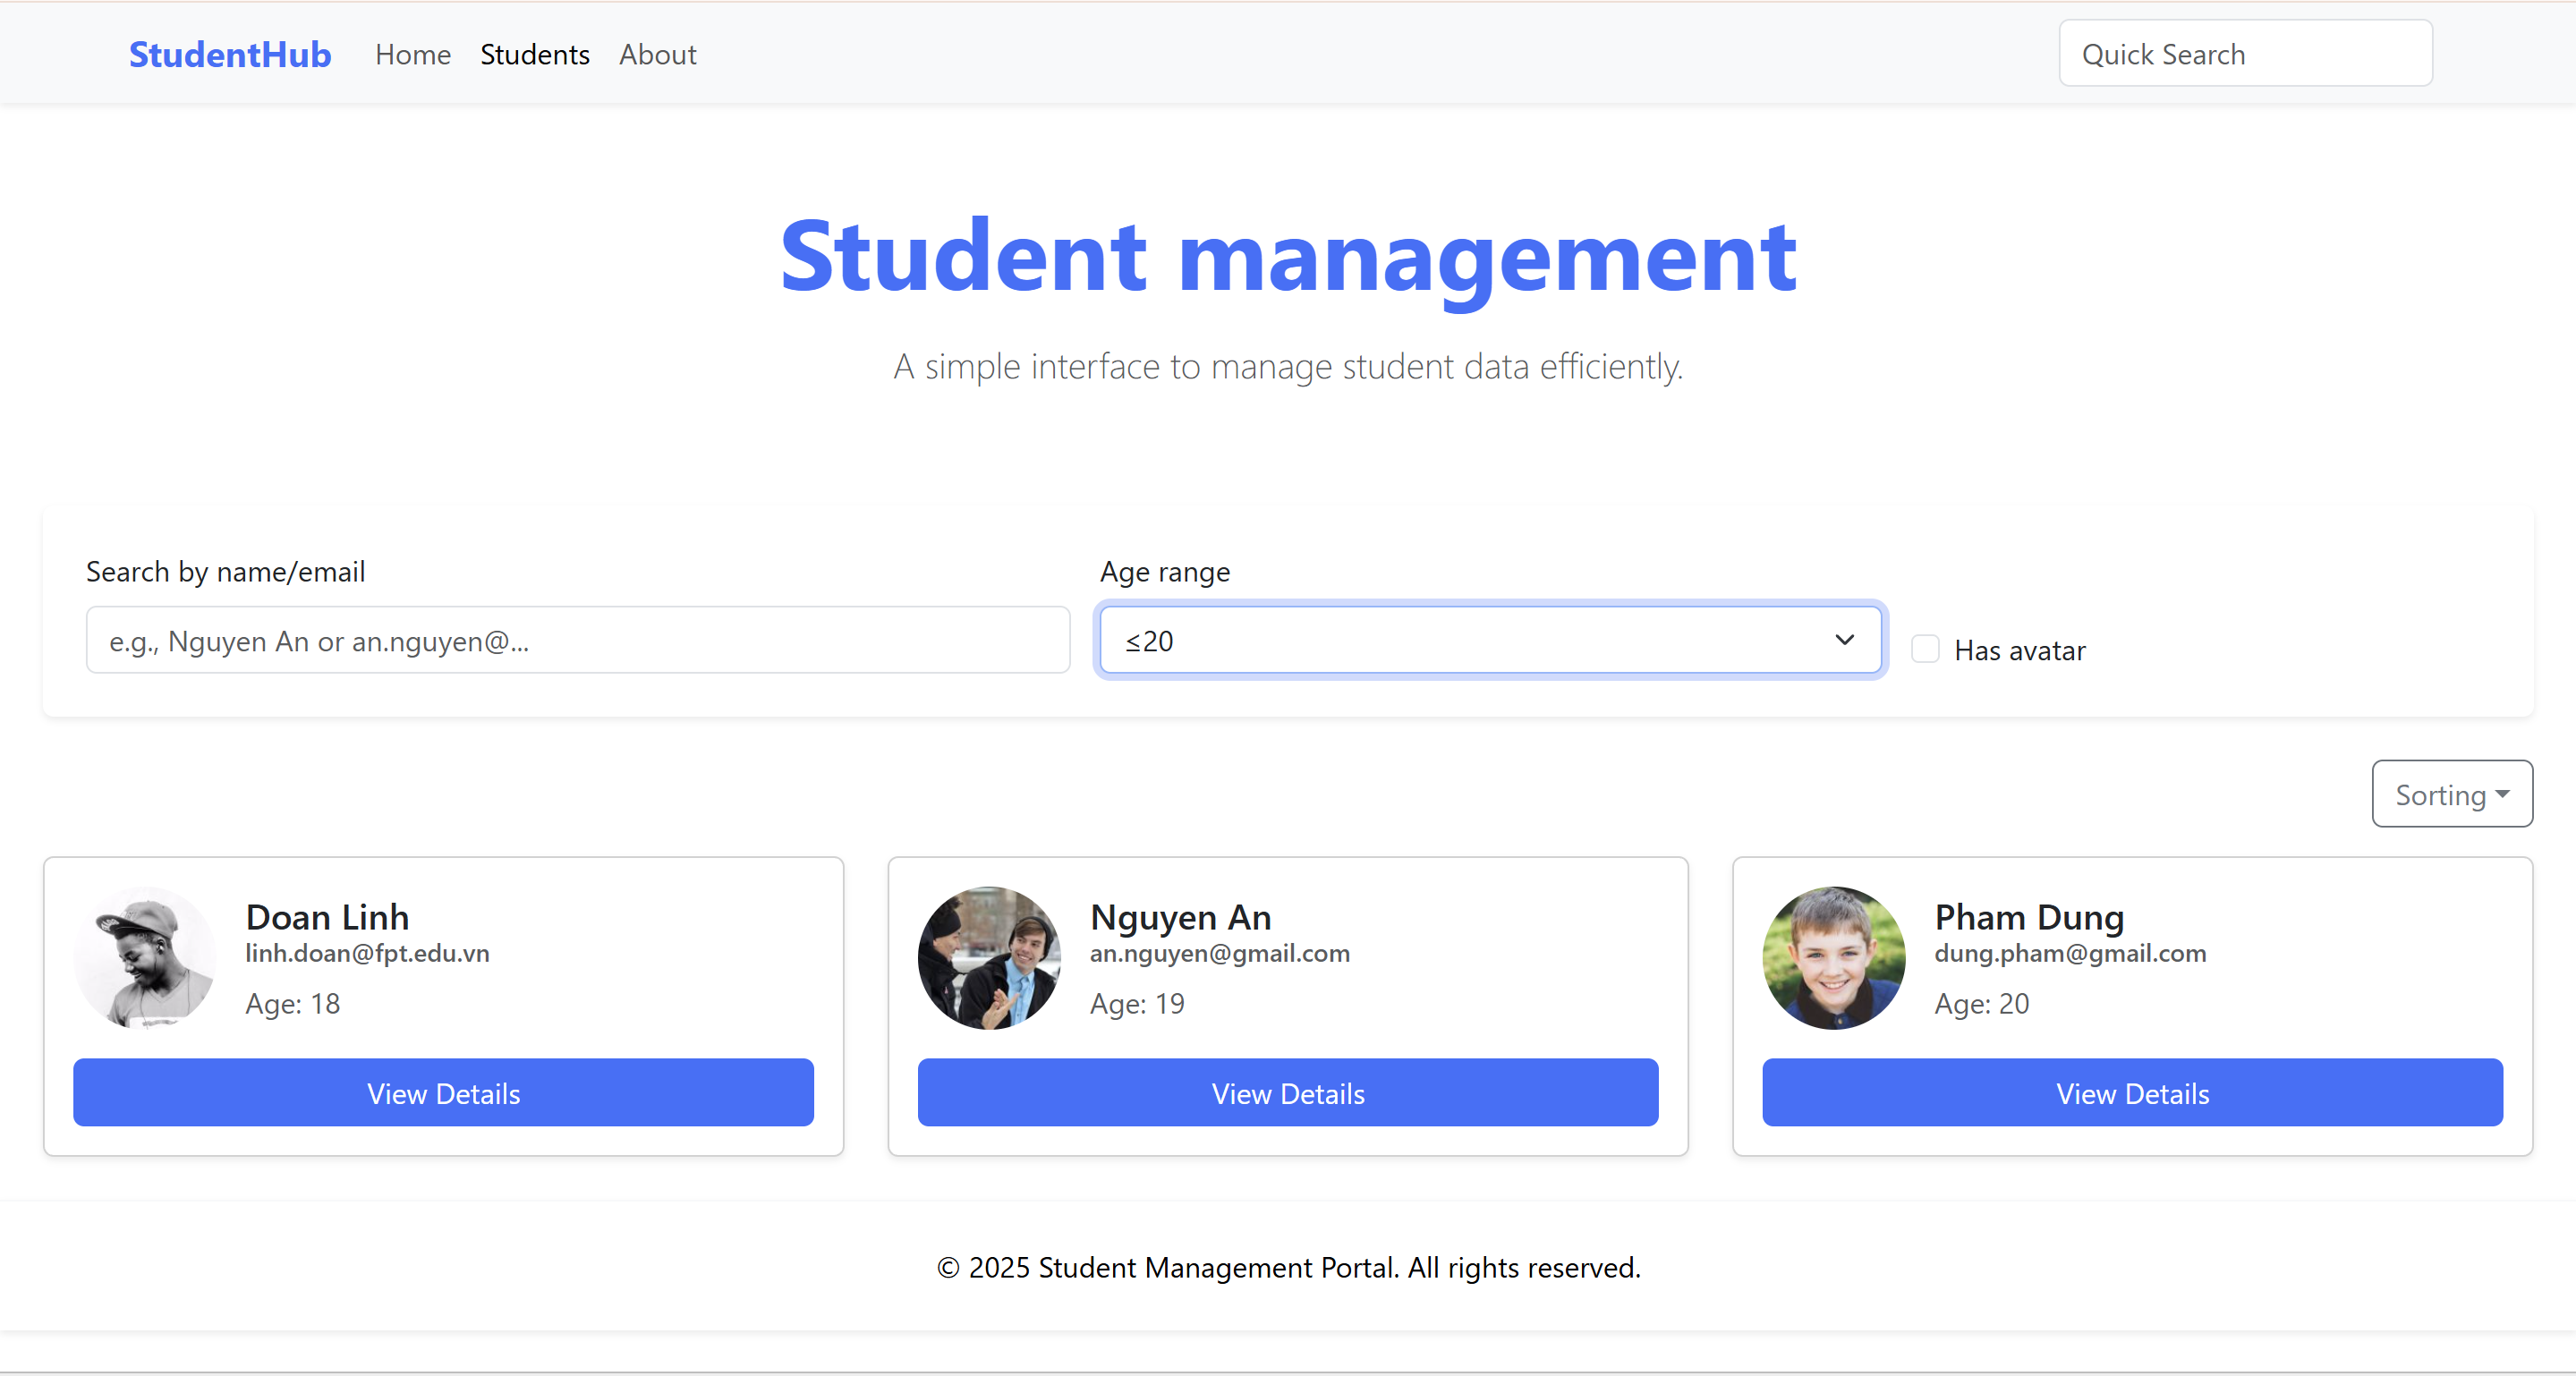 StudentHub Home Students About Quick Search
Student management
A simple interface to manage student data efficiently.
Search by name/email
e.g., Nguyen An or an.nguyen@...
Age range
≤20
Has avatar
Sorting
Doan Linh
linh.doan@fpt.edu.vn
Age: 18
View Details
Nguyen An
an.nguyen@gmail.com
Age: 19
View Details
Pham Dung
dung.pham@gmail.com
Age: 20
View Details
© 2025 Student Management Portal. All rights reserved.